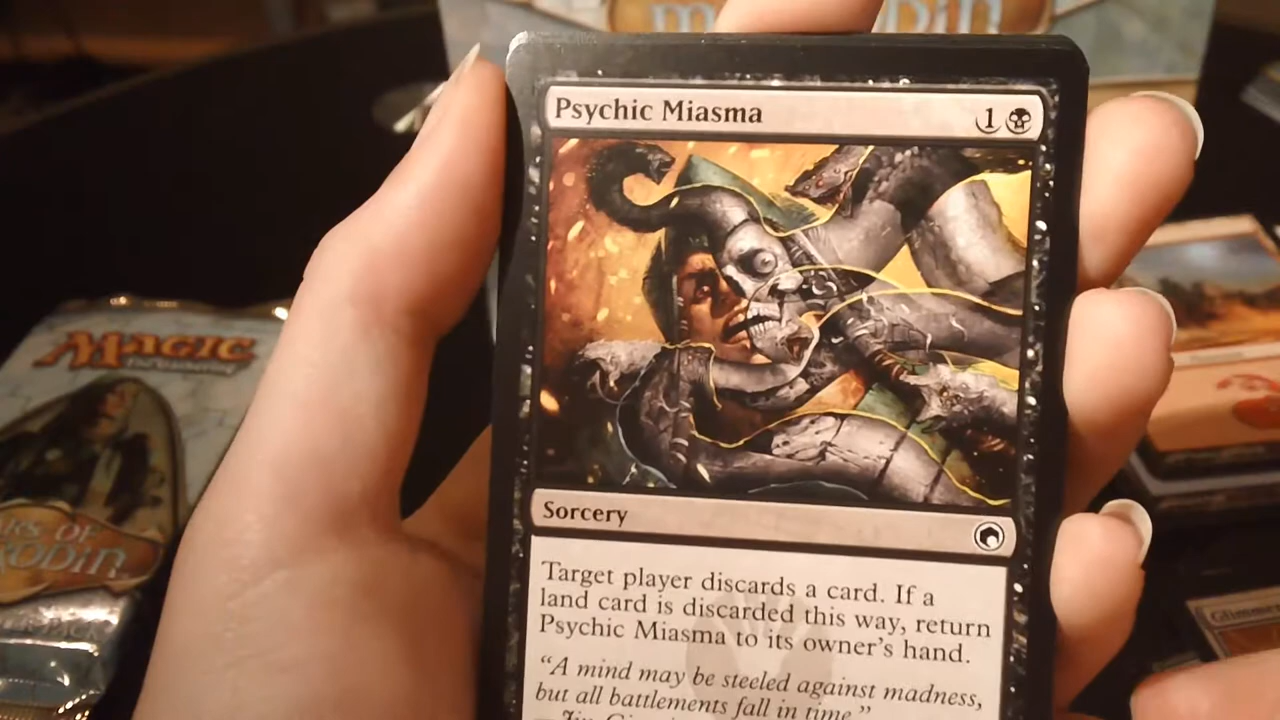 Psychic Miasma 1
Sorcery
Target player discards a card. If a
land card is discarded this way, return
Psychic Miasma to its owner's hand.
"A mind may be steeled against madness,
but all battlements fall in time."
MAGIC